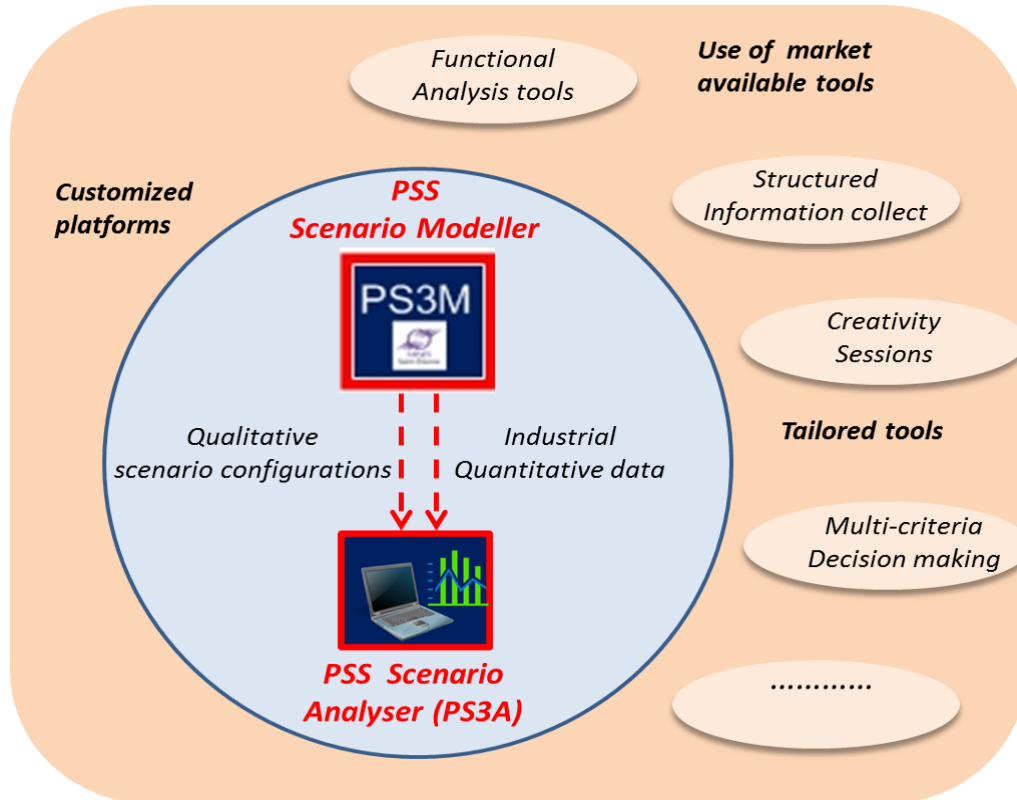 Functional
Analysis tools
Use of market
available tools
Structured
Information collect
Customized
platforms
PSS
Scenario Modeller
PS3M
Creativity
Sessions
Qualitative
scenario configurations
Industrial
Quantitative data
Tailored tools
Multi-criteria
Decision making
PSS Scenario
Analyser (PS3A)
............